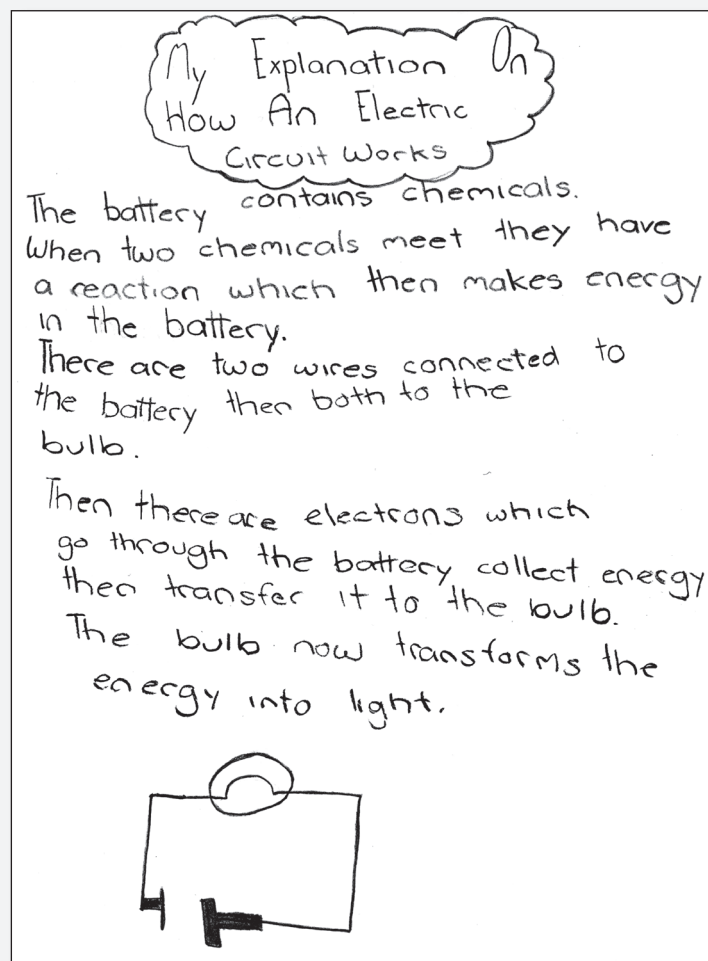 My Explanation On
How An Electric
Circuit Works
The battery contains chemicals.
When two chemicals meet they have
a reaction which then makes energy
in the battery.
There are two wires connected to
the battery then both to the
bulb.
Then there are electrons which
go through the battery collect energy
then transfer it to the bulb.
The bulb now transforms the
energy into light.